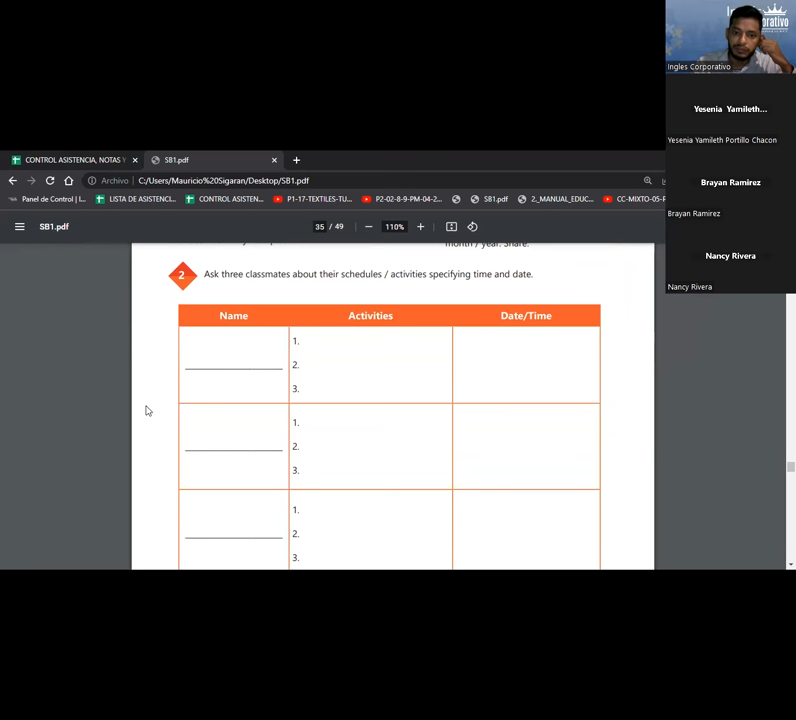 Ingles Corporativo
CONTROL ASISTENCIA, NOTAS Y
SB1.pdf
Archivo
C:/Users/Mauricio%20Sigaran/Desktop/SB1.pdf
Panel de Control | I...
LISTA DE ASISTENCI...
CONTROL ASISTEN...
P1-17-TEXTILES-TU...
P2-02-8-9-PM-04-2...
SB1.pdf
2._MANUAL_EDUC...
CC-MIXTO-05-F
SB1.pdf
35 / 49
110%
month / year. Share.
2 Ask three classmates about their schedules / activities specifying time and date.
Name Activities Date/Time
1.
2.
3.
1.
2.
3.
1.
2.
3.
Yesenia Yamileth...
Yesenia Yamileth Portillo Chacon
Brayan Ramirez
Brayan Ramirez
Nancy Rivera
Nancy Rivera